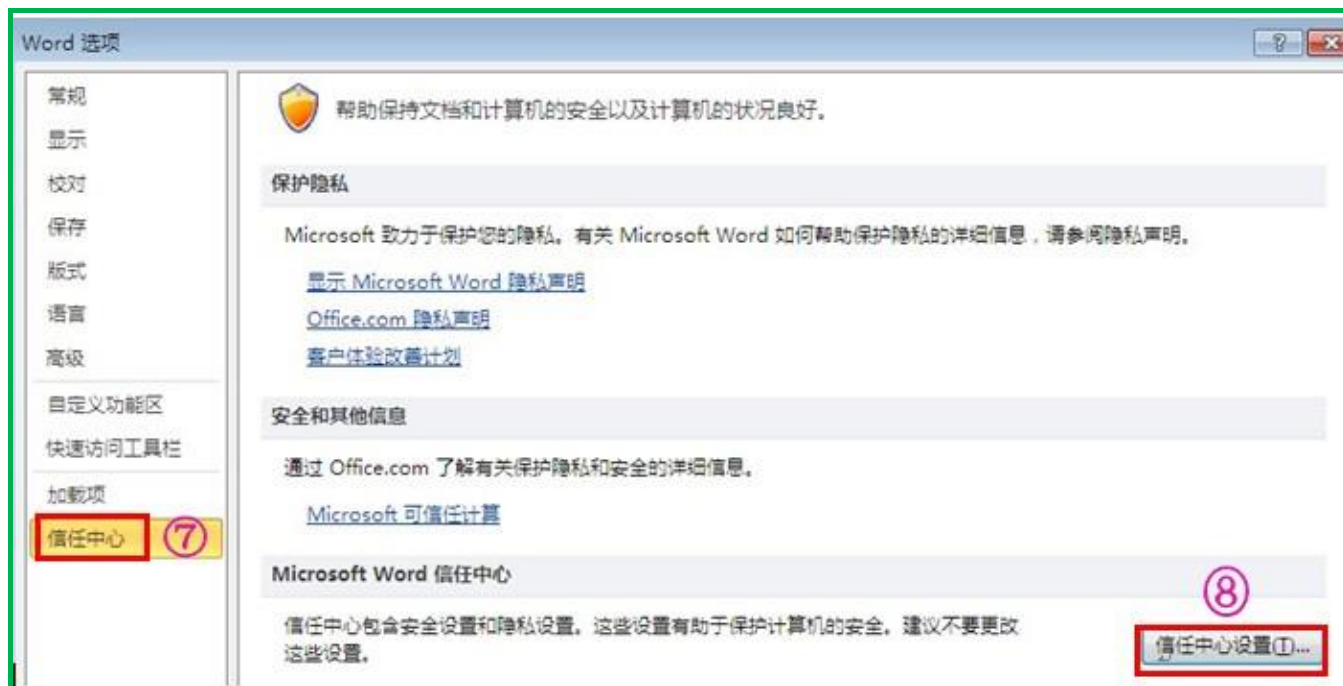 Word 选项
常规
显示
校对
保存
版式
语言
高级
自定义功能区
快速访问工具栏
加载项
信任中心
⑦
帮助保持文档和计算机的安全以及计算机的状况良好。
保护隐私
Microsoft 致力于保护您的隐私。有关 Microsoft Word 如何帮助保护隐私的详细信息，请参阅隐私声明。
显示 Microsoft Word 隐私声明
Office.com 隐私声明
客户体验改善计划
安全和其他信息
通过 Office.com 了解有关保护隐私和安全的详细信息。
Microsoft 可信任计算
Microsoft Word 信任中心
信任中心包含安全设置和隐私设置。这些设置有助于保护计算机的安全。建议不要更改
这些设置。
⑧
信任中心设置(T)...